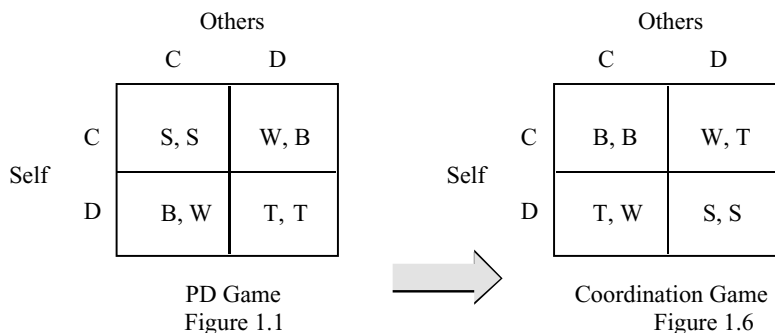 Others Others
C D C D
C S, S W, B C B, B W, T
Self Self
D B, W T, T D T, W S, S
PD Game Coordination Game
Figure 1.1 Figure 1.6